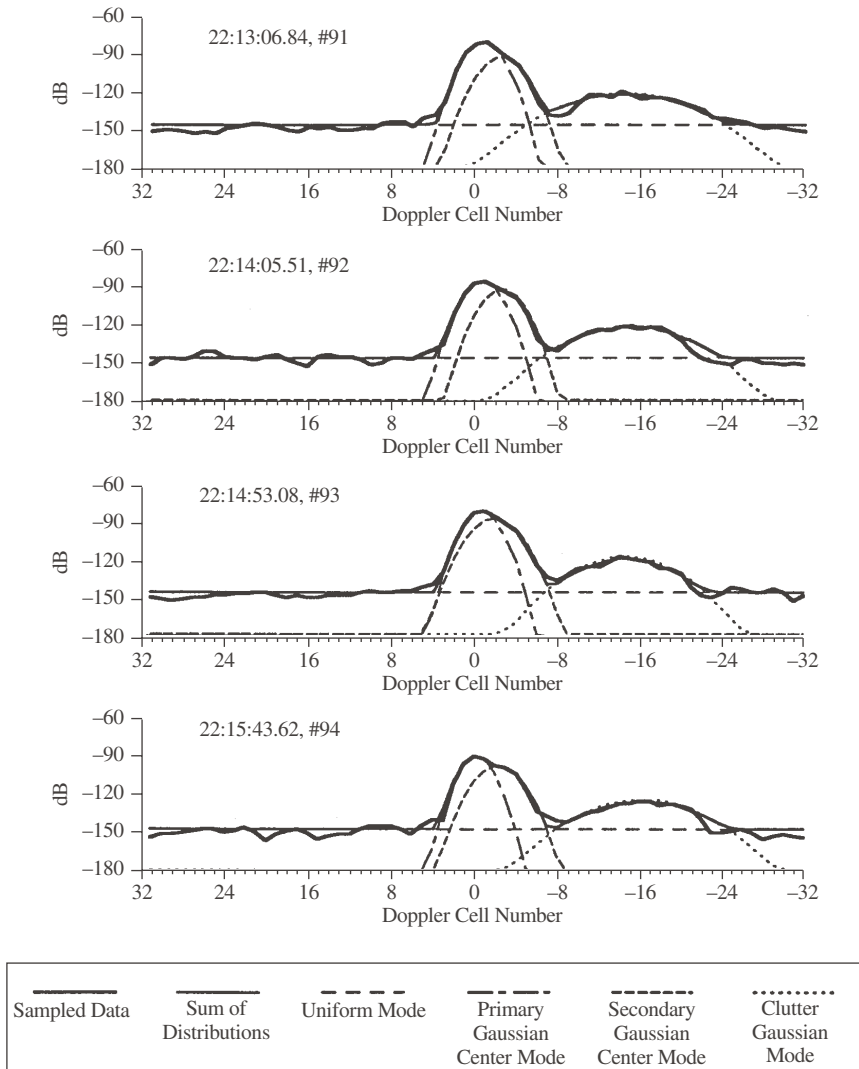 22:13:06.84, #91
–60
–90
–120
–150
–180
dB
32 24 16 8 0 –8 –16 –24 –32
Doppler Cell Number
22:14:05.51, #92
–60
–90
–120
–150
–180
dB
32 24 16 8 0 –8 –16 –24 –32
Doppler Cell Number
22:14:53.08, #93
–60
–90
–120
–150
–180
dB
32 24 16 8 0 –8 –16 –24 –32
Doppler Cell Number
22:15:43.62, #94
–60
–90
–120
–150
–180
dB
32 24 16 8 0 –8 –16 –24 –32
Doppler Cell Number
Sampled Data
Sum of
Distributions
Uniform Mode
Primary
Gaussian
Center Mode
Secondary
Gaussian
Center Mode
Clutter
Gaussian
Mode